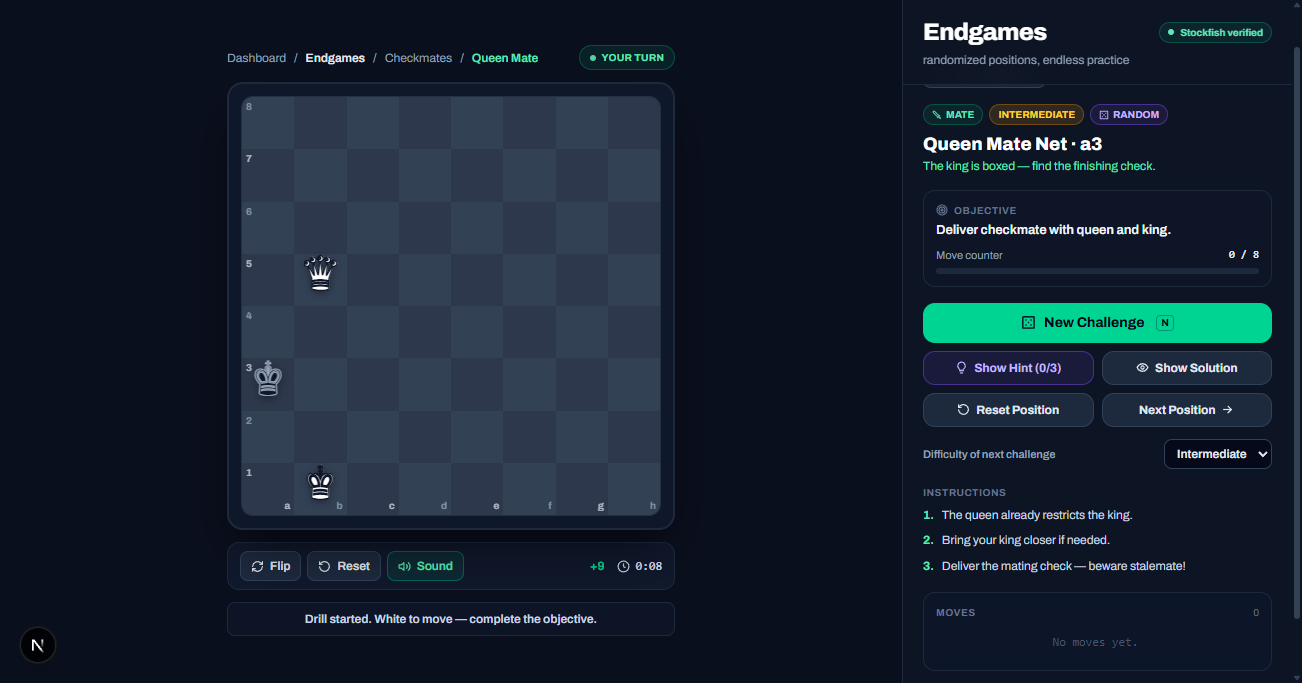 Dashboard / Endgames / Checkmates / Queen Mate
YOUR TURN
8
7
6
5
4
3
2
1
a b c d e f g h
Flip
Reset
Sound
+9
0:08
Drill started. White to move — complete the objective.
N
Endgames
Stockfish verified
randomized positions, endless practice
MATE
INTERMEDIATE
RANDOM
Queen Mate Net · a3
The king is boxed — find the finishing check.
OBJECTIVE
Deliver checkmate with queen and king.
Move counter 0 / 8
New Challenge N
Show Hint (0/3)
Show Solution
Reset Position
Next Position →
Difficulty of next challenge
Intermediate
INSTRUCTIONS
1. The queen already restricts the king.
2. Bring your king closer if needed.
3. Deliver the mating check — beware stalemate!
MOVES 0
No moves yet.